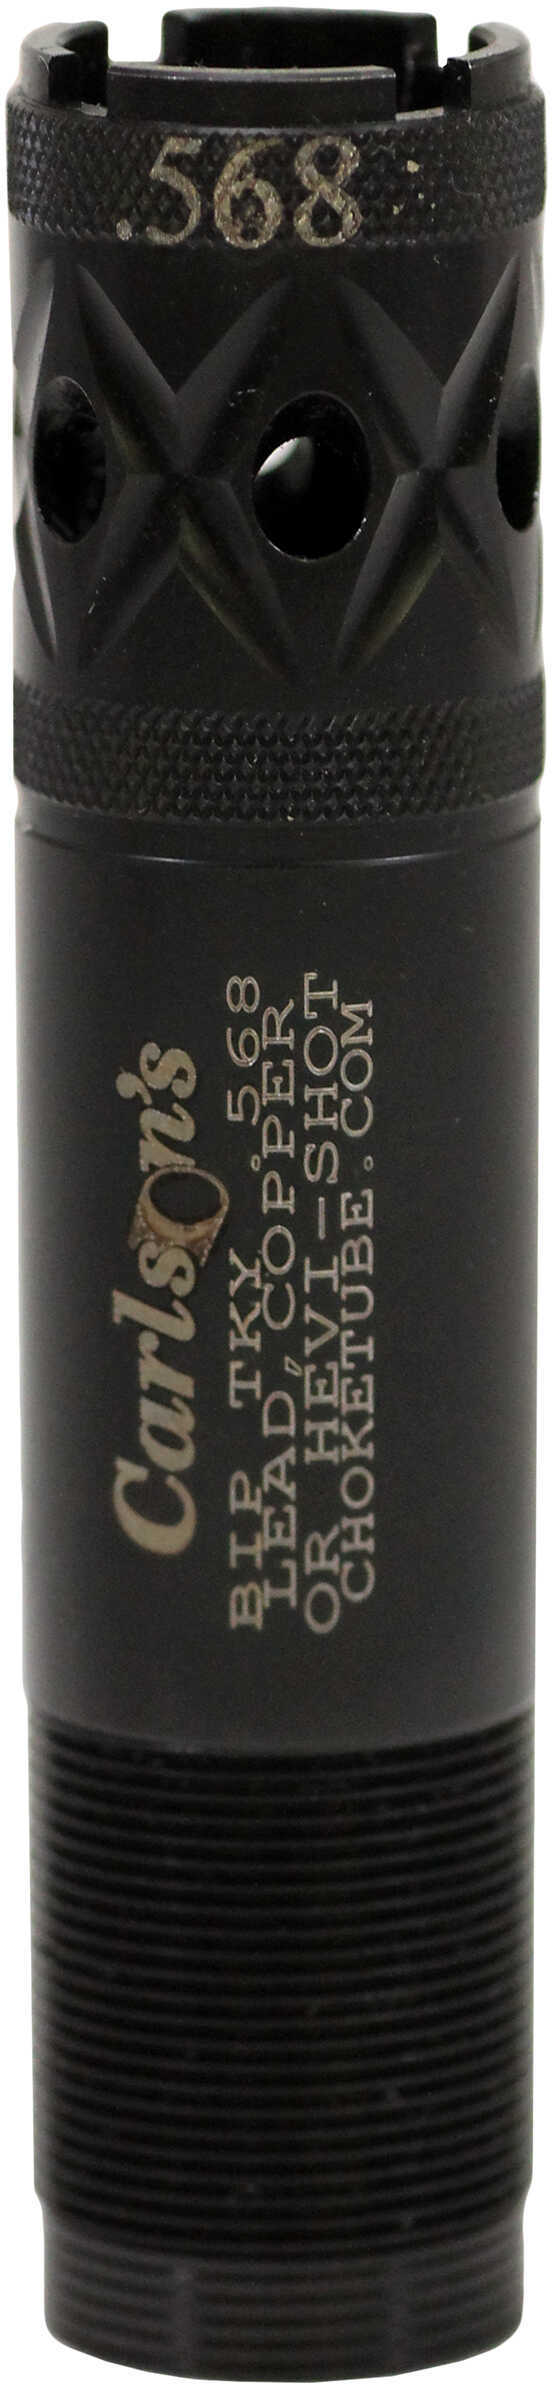 .568
Carlson's
BIP TKY .568
LEAD, COPPER
OR HEVI-SHOT
CHOKETUBE.COM